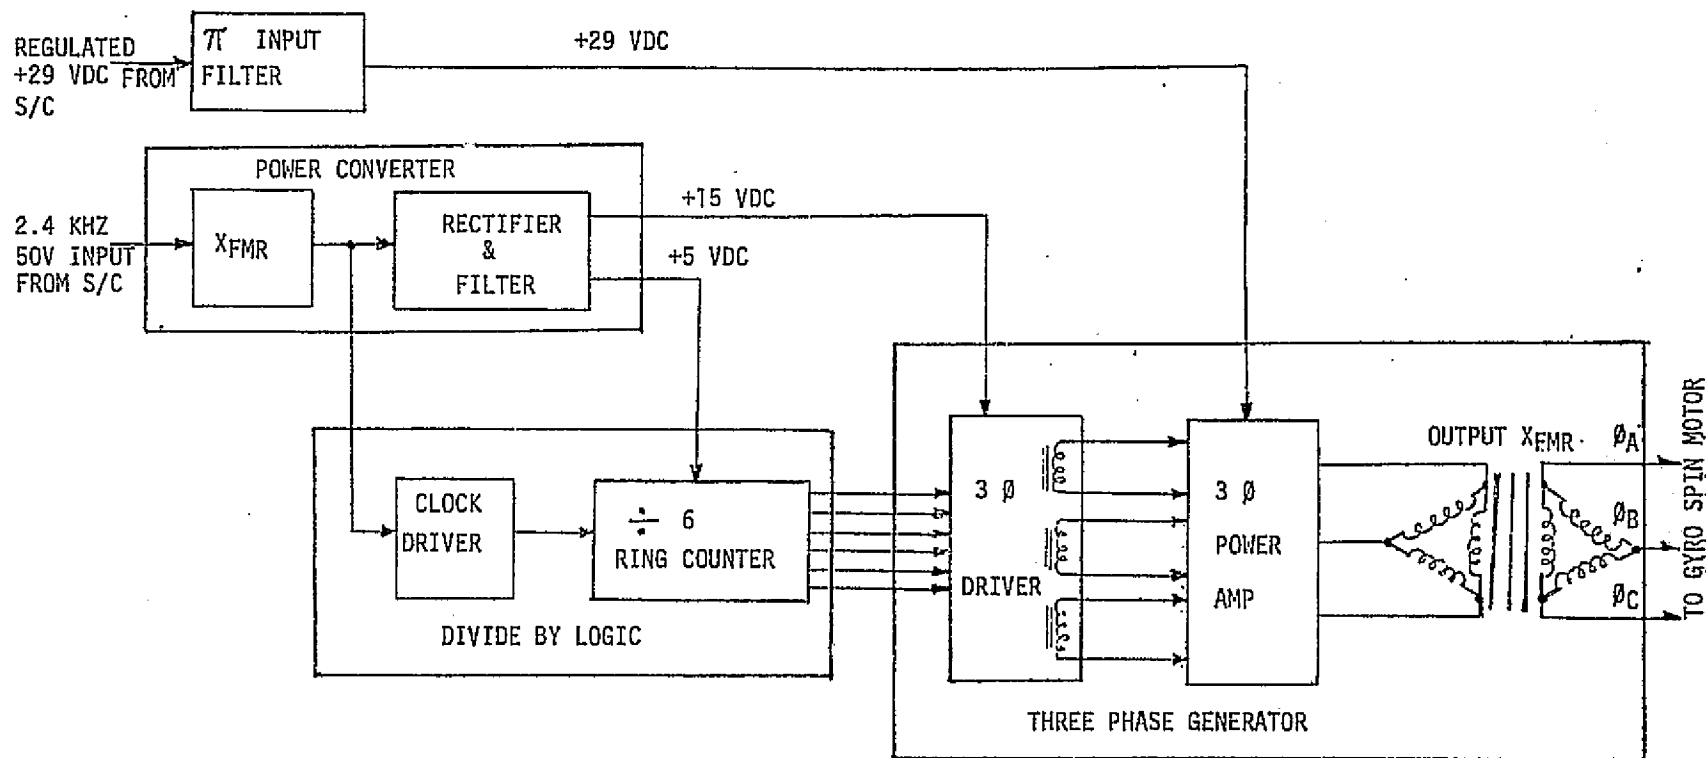 REGULATED
+29 VDC FROM
S/C
π INPUT
FILTER
+29 VDC
POWER CONVERTER
2.4 KHZ
50V INPUT
FROM S/C
XFMR
RECTIFIER
&
FILTER
+15 VDC
+5 VDC
CLOCK
DRIVER
÷ 6
RING COUNTER
DIVIDE BY LOGIC
3 Ø
DRIVER
3 Ø
POWER
AMP
OUTPUT XFMR.
ØA
ØB
ØC
TO GYRO SPIN MOTOR
THREE PHASE GENERATOR